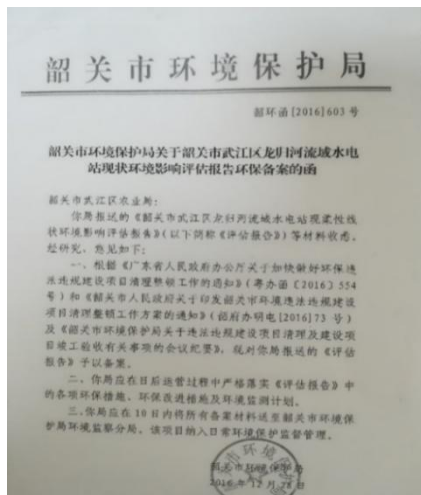 韶关市环境保护局
韶环函[2016]603号
韶关市环境保护局关于韶关市武江区龙归河流域水电
站现状环境影响评估报告环保备案的函
韶关市武江区农业局:
你局报送的《韶关市武江区龙归河流域水电站现状性线
状环境影响评估报告》(以下简称《评估报告》)等材料收悉。
经研究,意见如下:
一、根据《广东省人民政府办公厅关于加快做好环保违
法违规建设项目清理整顿工作的通知》(粤办函〔2016〕554
号)和《韶关市人民政府关于印发韶关市环境违法违规建设
项目清理整顿工作方案的通知》(韶府办明电[2016]73号)
及《韶关市环境保护局关于违法违规建设项目清理及建设项
目竣工验收有关事项的会议纪要》,现对你局报送的《评估
报告》予以备案。
二、你局应在日后运营过程中严格落实《评估报告》中
的各项环保措施、环保改进措施及环境监测计划。
三、你局应在10日内将所有备案材料送至韶关市环境保
护局环境监察分局。该项目纳入日常环境保护监督管理。
韶关市环境保护局
2016年12月28日